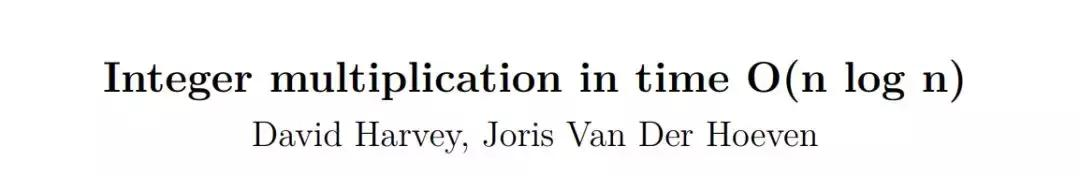 Integer multiplication in time O(n log n)
David Harvey, Joris Van Der Hoeven